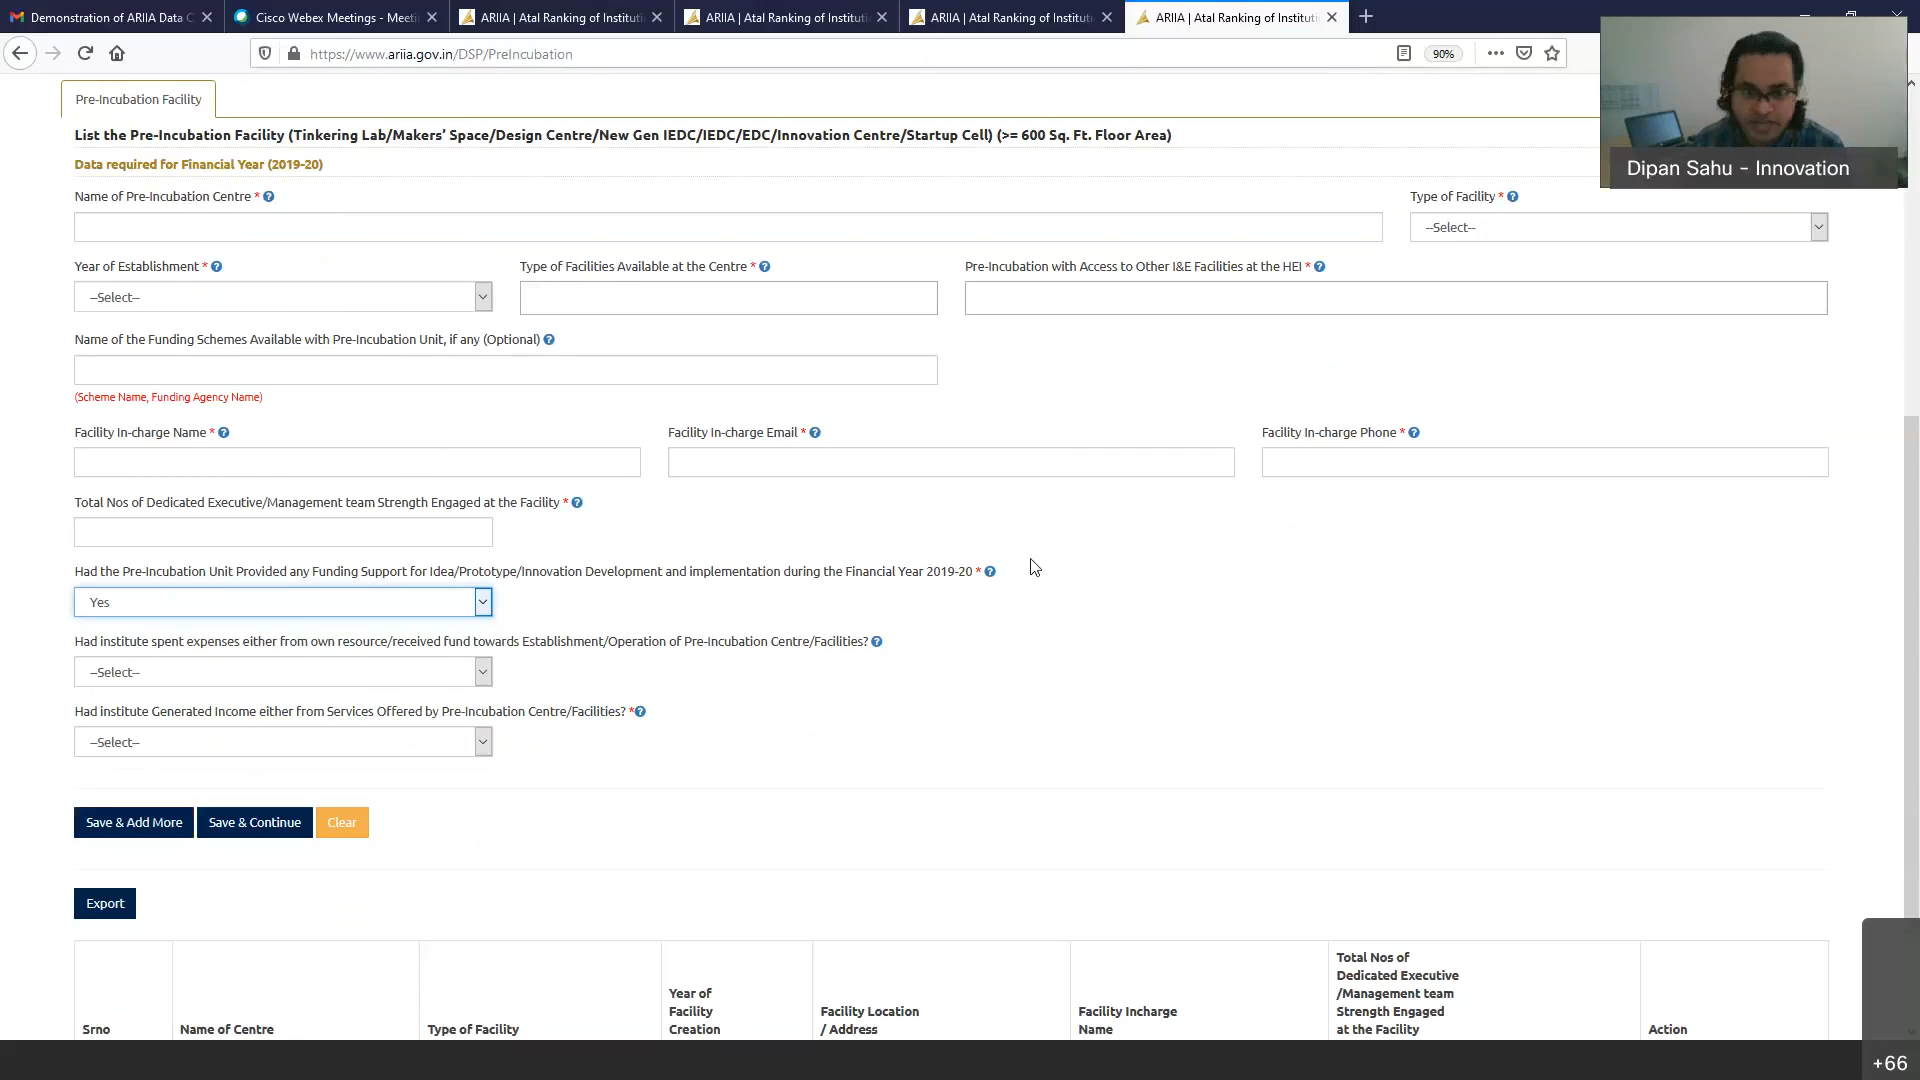 Demonstration of ARIIA Data C
Cisco Webex Meetings - Meeti
ARIIA | Atal Ranking of Instituti
ARIIA | Atal Ranking of Instituti
ARIIA | Atal Ranking of Instituti
ARIIA | Atal Ranking of Instituti
https://www.ariia.gov.in/DSP/PreIncubation
90%
Dipan Sahu - Innovation
Pre-Incubation Facility
List the Pre-Incubation Facility (Tinkering Lab/Makers' Space/Design Centre/New Gen IEDC/IEDC/EDC/Innovation Centre/Startup Cell) (>= 600 Sq. Ft. Floor Area)
Data required for Financial Year (2019-20)
Name of Pre-Incubation Centre *
Type of Facility *
--Select--
Year of Establishment *
Type of Facilities Available at the Centre *
Pre-Incubation with Access to Other I&E Facilities at the HEI *
--Select--
Name of the Funding Schemes Available with Pre-Incubation Unit, if any (Optional)
(Scheme Name, Funding Agency Name)
Facility In-charge Name *
Facility In-charge Email *
Facility In-charge Phone *
Total Nos of Dedicated Executive/Management team Strength Engaged at the Facility *
Had the Pre-Incubation Unit Provided any Funding Support for Idea/Prototype/Innovation Development and implementation during the Financial Year 2019-20 *
Yes
Had institute spent expenses either from own resource/received fund towards Establishment/Operation of Pre-Incubation Centre/Facilities?
--Select--
Had institute Generated Income either from Services Offered by Pre-Incubation Centre/Facilities? *
--Select--
Save & Add More
Save & Continue
Clear
Export
Srno
Name of Centre
Type of Facility
Year of
Facility
Creation
Facility Location
/ Address
Facility Incharge
Name
Total Nos of
Dedicated Executive
/Management team
Strength Engaged
at the Facility
Action
+66